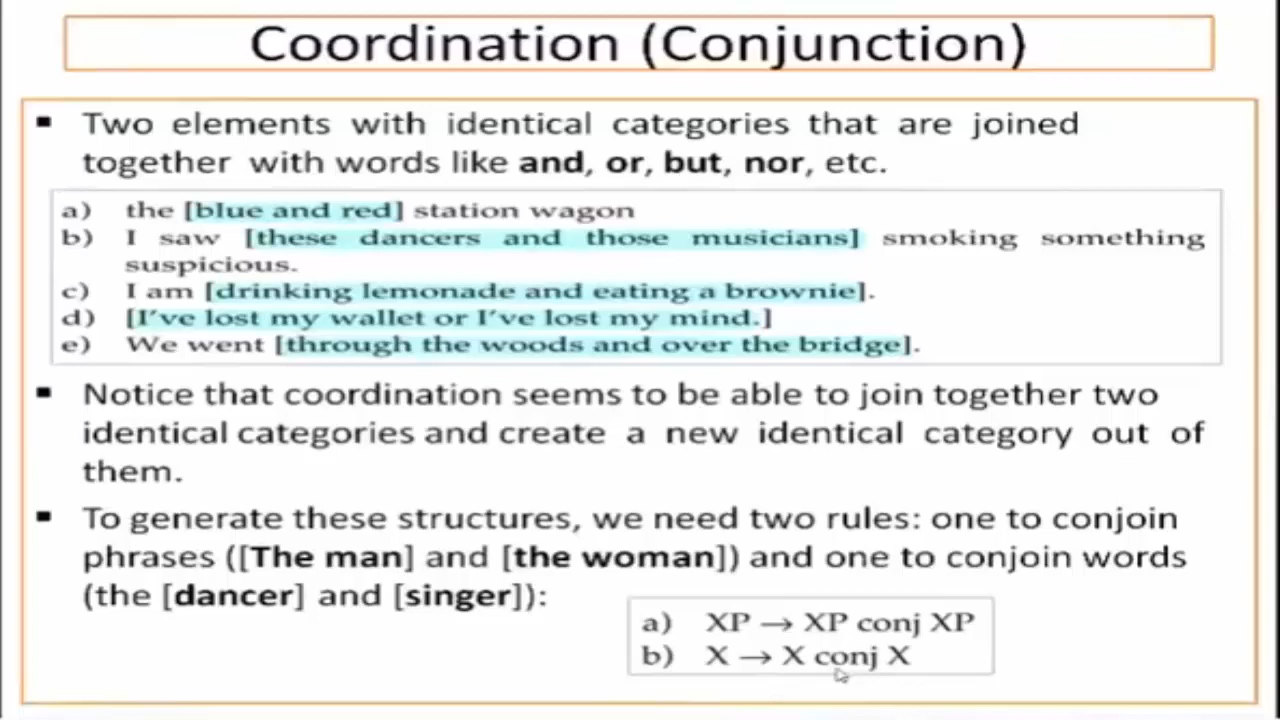 Coordination (Conjunction)
▪ Two elements with identical categories that are joined
together with words like and, or, but, nor, etc.
a) the [blue and red] station wagon
b) I saw [these dancers and those musicians] smoking something
suspicious.
c) I am [drinking lemonade and eating a brownie].
d) [I've lost my wallet or I've lost my mind.]
e) We went [through the woods and over the bridge].
▪ Notice that coordination seems to be able to join together two
identical categories and create a new identical category out of
them.
▪ To generate these structures, we need two rules: one to conjoin
phrases ([The man] and [the woman]) and one to conjoin words
(the [dancer] and [singer]):
a) XP → XP conj XP
b) X → X conj X